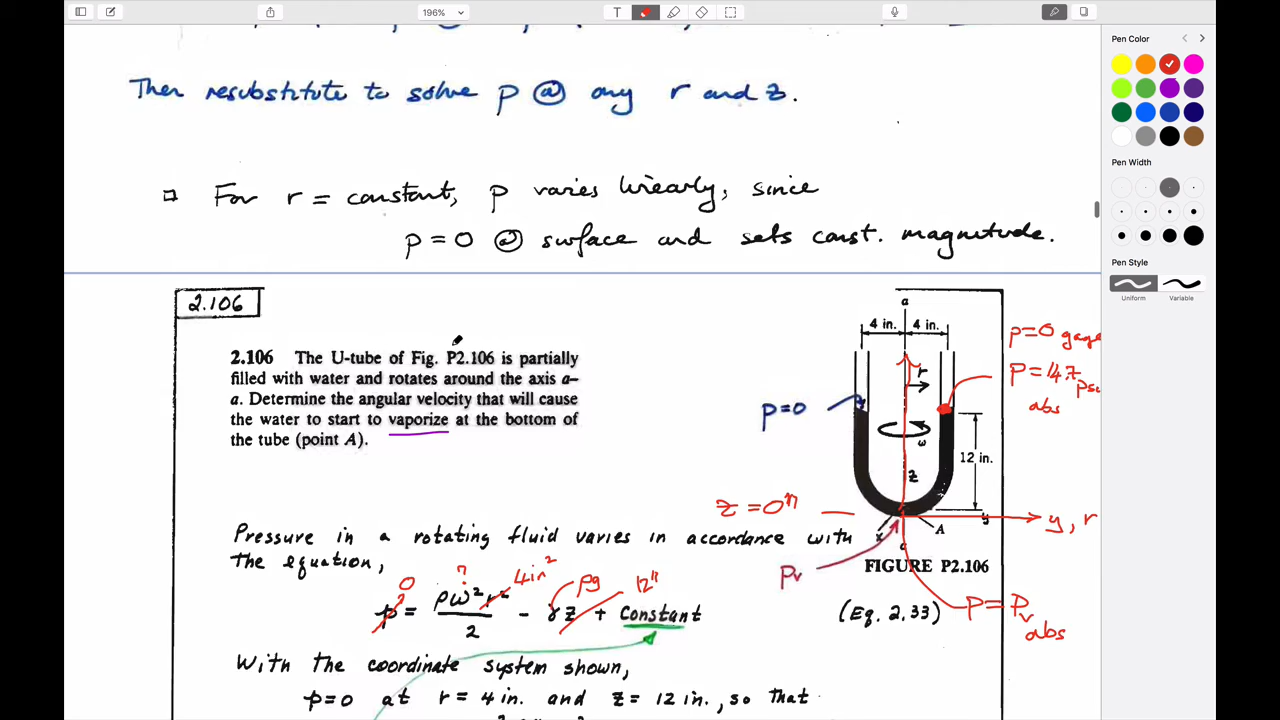 196%
T
Pen Color
Then resubstitute to solve p @ any r and z.
Pen Width
□ For r = constant, p varies linearly, since
p = 0 @ surface and sets const. magnitude.
Pen Style
Uniform
Variable
2.106
a
4 in.
4 in.
p=0 gage
P = 14.7 psi
abs
r
2.106 The U-tube of Fig. P2.106 is partially
filled with water and rotates around the axis a–
a. Determine the angular velocity that will cause
the water to start to vaporize at the bottom of
the tube (point A).
p=0
ω
12 in.
z
z = 0"
y
y, r
x
A
a
Pv
FIGURE P2.106
Pressure in a rotating fluid varies in accordance with
the equation,
0
?
4in²
ρg
12"
p = ρω²r²/2 - γz + Constant
(Eq. 2.33)
P = Pv
abs
With the coordinate system shown,
p=0 at r = 4 in. and z = 12 in., so that